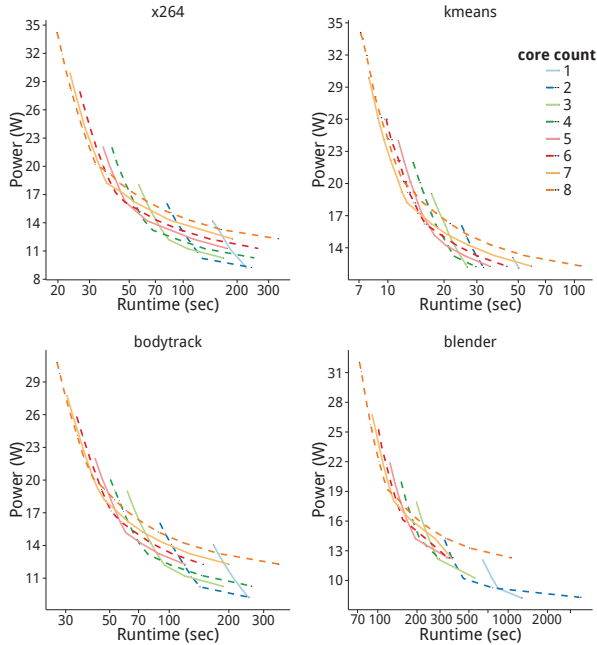 x264
kmeans
35
32
29
26
23
20
17
14
11
8
Power (W)
20 30 50 70 100 200 300
Runtime (sec)
35
32
29
26
23
20
17
14
Power (W)
7 10 20 30 50 70 100
Runtime (sec)
core count
1
2
3
4
5
6
7
8
bodytrack
blender
29
26
23
20
17
14
11
Power (W)
30 50 70 100 200 300
Runtime (sec)
31
28
25
22
19
16
13
10
Power (W)
70 100 200 300 500 1000 2000
Runtime (sec)